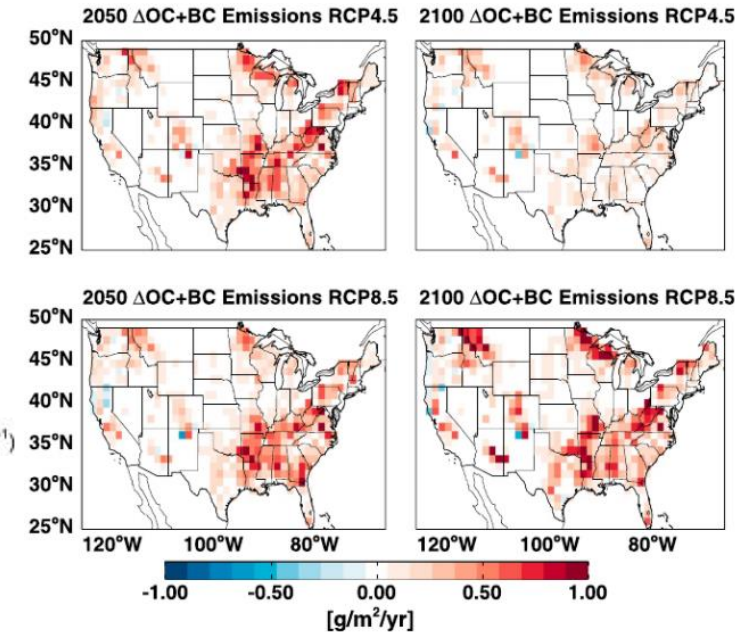 2050 ΔOC+BC Emissions RCP4.5
2100 ΔOC+BC Emissions RCP4.5
50°N
45°N
40°N
35°N
30°N
25°N
2050 ΔOC+BC Emissions RCP8.5
2100 ΔOC+BC Emissions RCP8.5
50°N
45°N
40°N
35°N
30°N
25°N
⁻¹)
120°W 100°W 80°W 120°W 100°W 80°W
-1.00 -0.50 0.00 0.50 1.00
[g/m²/yr]